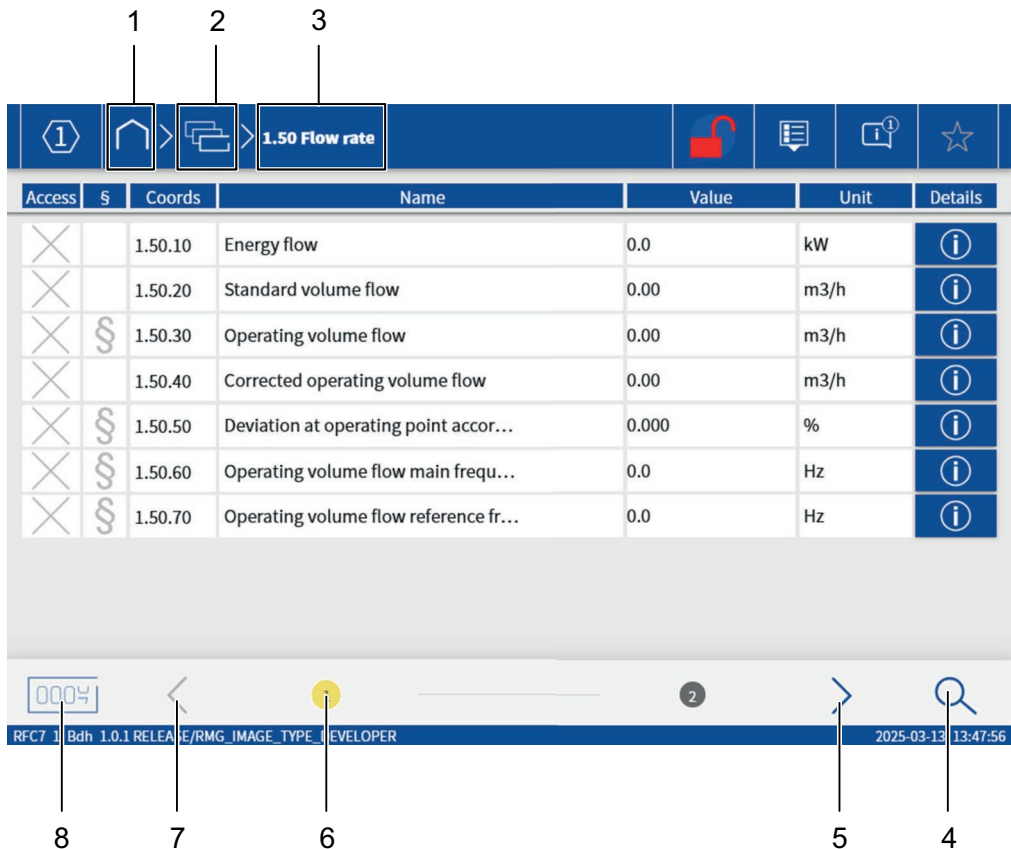 1 2 3
1 1.50 Flow rate i 1
Access § Coords Name Value Unit Details
1.50.10 Energy flow 0.0 kW i
1.50.20 Standard volume flow 0.00 m3/h i
§ 1.50.30 Operating volume flow 0.00 m3/h i
1.50.40 Corrected operating volume flow 0.00 m3/h i
§ 1.50.50 Deviation at operating point accor... 0.000 % i
§ 1.50.60 Operating volume flow main frequ... 0.0 Hz i
§ 1.50.70 Operating volume flow reference fr... 0.0 Hz i
0004 2
RFC7 Bdh 1.0.1 RELEASE/RMG_IMAGE_TYPE_DEVELOPER 2025-03-13 13:47:56
8 7 6 5 4